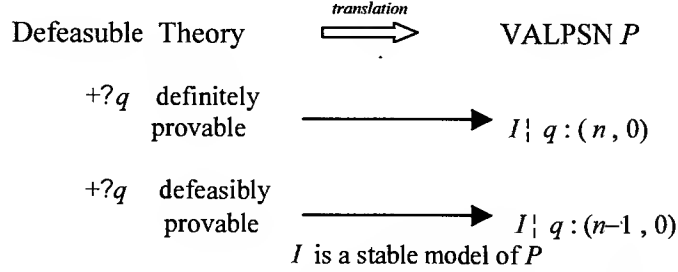 translation
Defeasuble Theory VALPSN P
+?q definitely provable I¦ q : ( n , 0)
+?q defeasibly provable I¦ q : (n–1 , 0)
I is a stable model of P